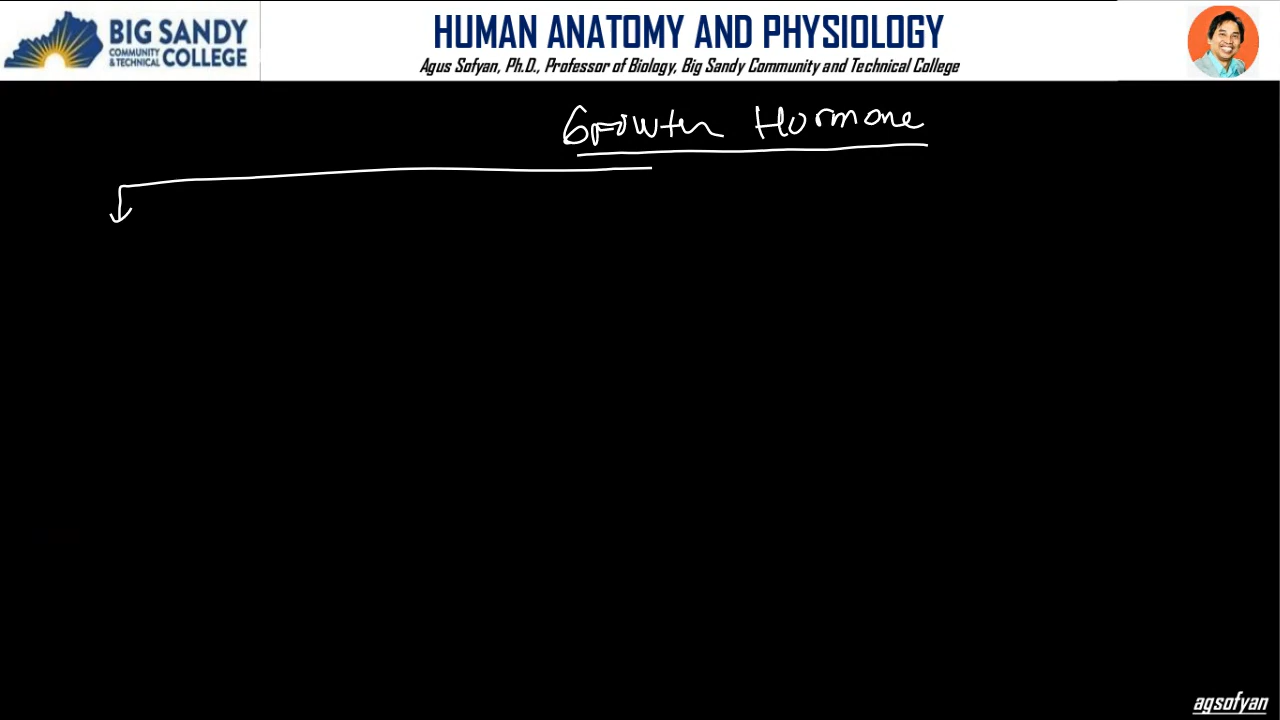 BIG SANDY
COMMUNITY
& TECHNICAL COLLEGE
HUMAN ANATOMY AND PHYSIOLOGY
Agus Sofyan, Ph.D., Professor of Biology, Big Sandy Community and Technical College
Growth Hormone
agsofyan